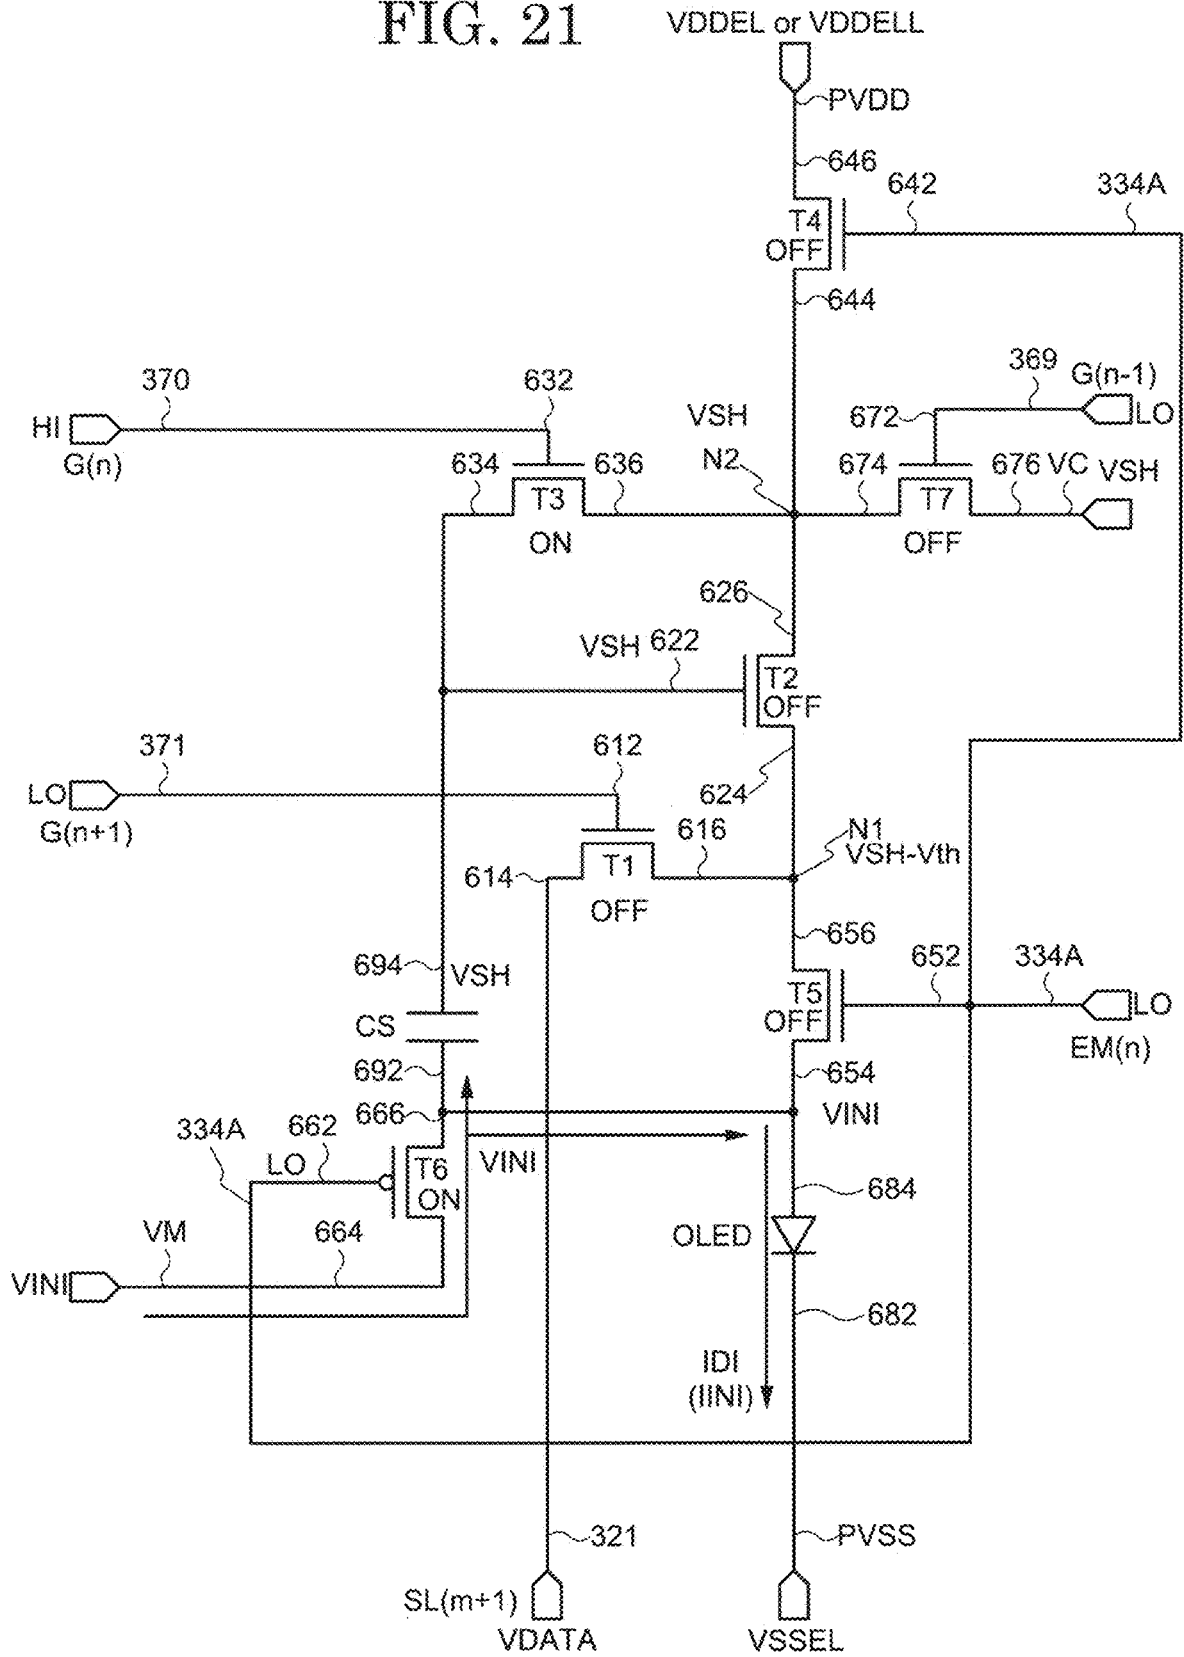 FIG. 21
VDDEL or VDDELL
PVDD
646
642
334A
T4
OFF
644
369
G(n-1)
370
632
VSH
672
LO
HI
G(n)
634
636
N2
674
676
VC
VSH
T3
T7
ON
OFF
626
VSH
622
T2
OFF
371
612
624
LO
G(n+1)
616
N1
VSH-Vth
614
T1
OFF
656
694
VSH
652
334A
T5
OFF
LO
CS
EM(n)
692
654
666
VINI
334A
662
LO
T6
ON
VINI
684
VM
664
OLED
VINI
682
IDI
(IINI)
321
PVSS
SL(m+1)
VDATA
VSSEL